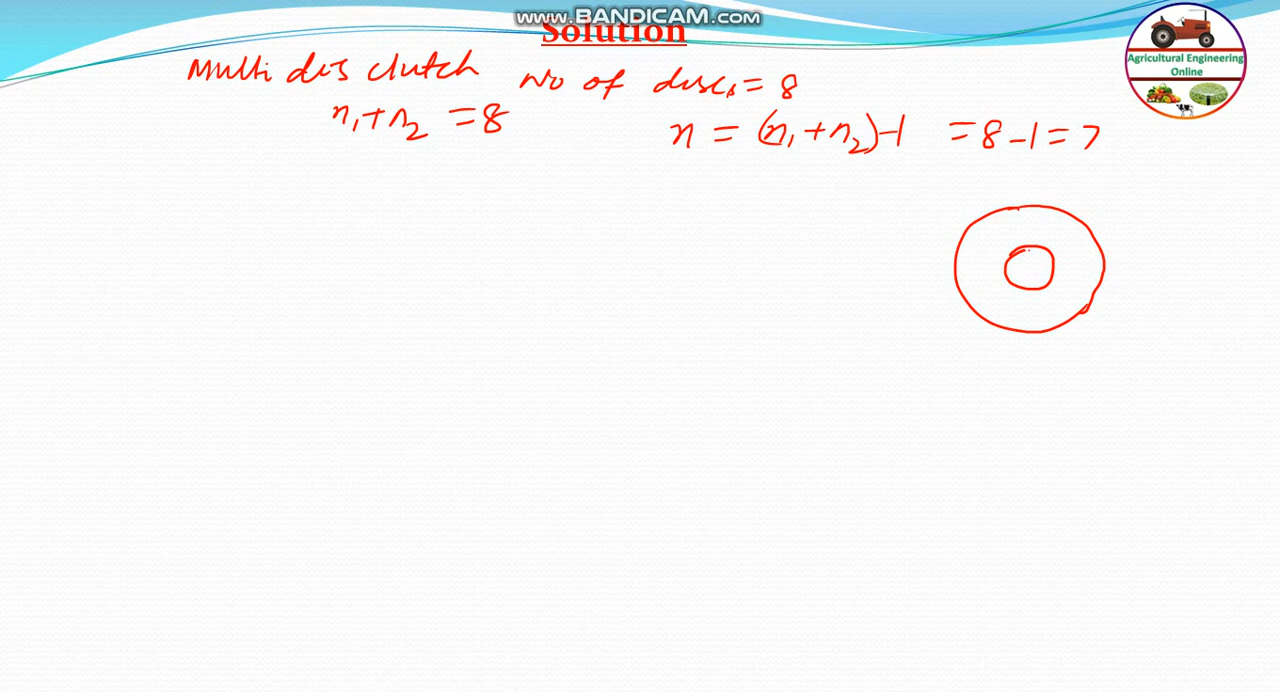 www.BANDICAM.com
Solution
Multi dis clutch No of discs = 8
n₁+n₂ = 8 n = (n₁+n₂)-1 = 8-1 = 7
Agricultural Engineering
Online